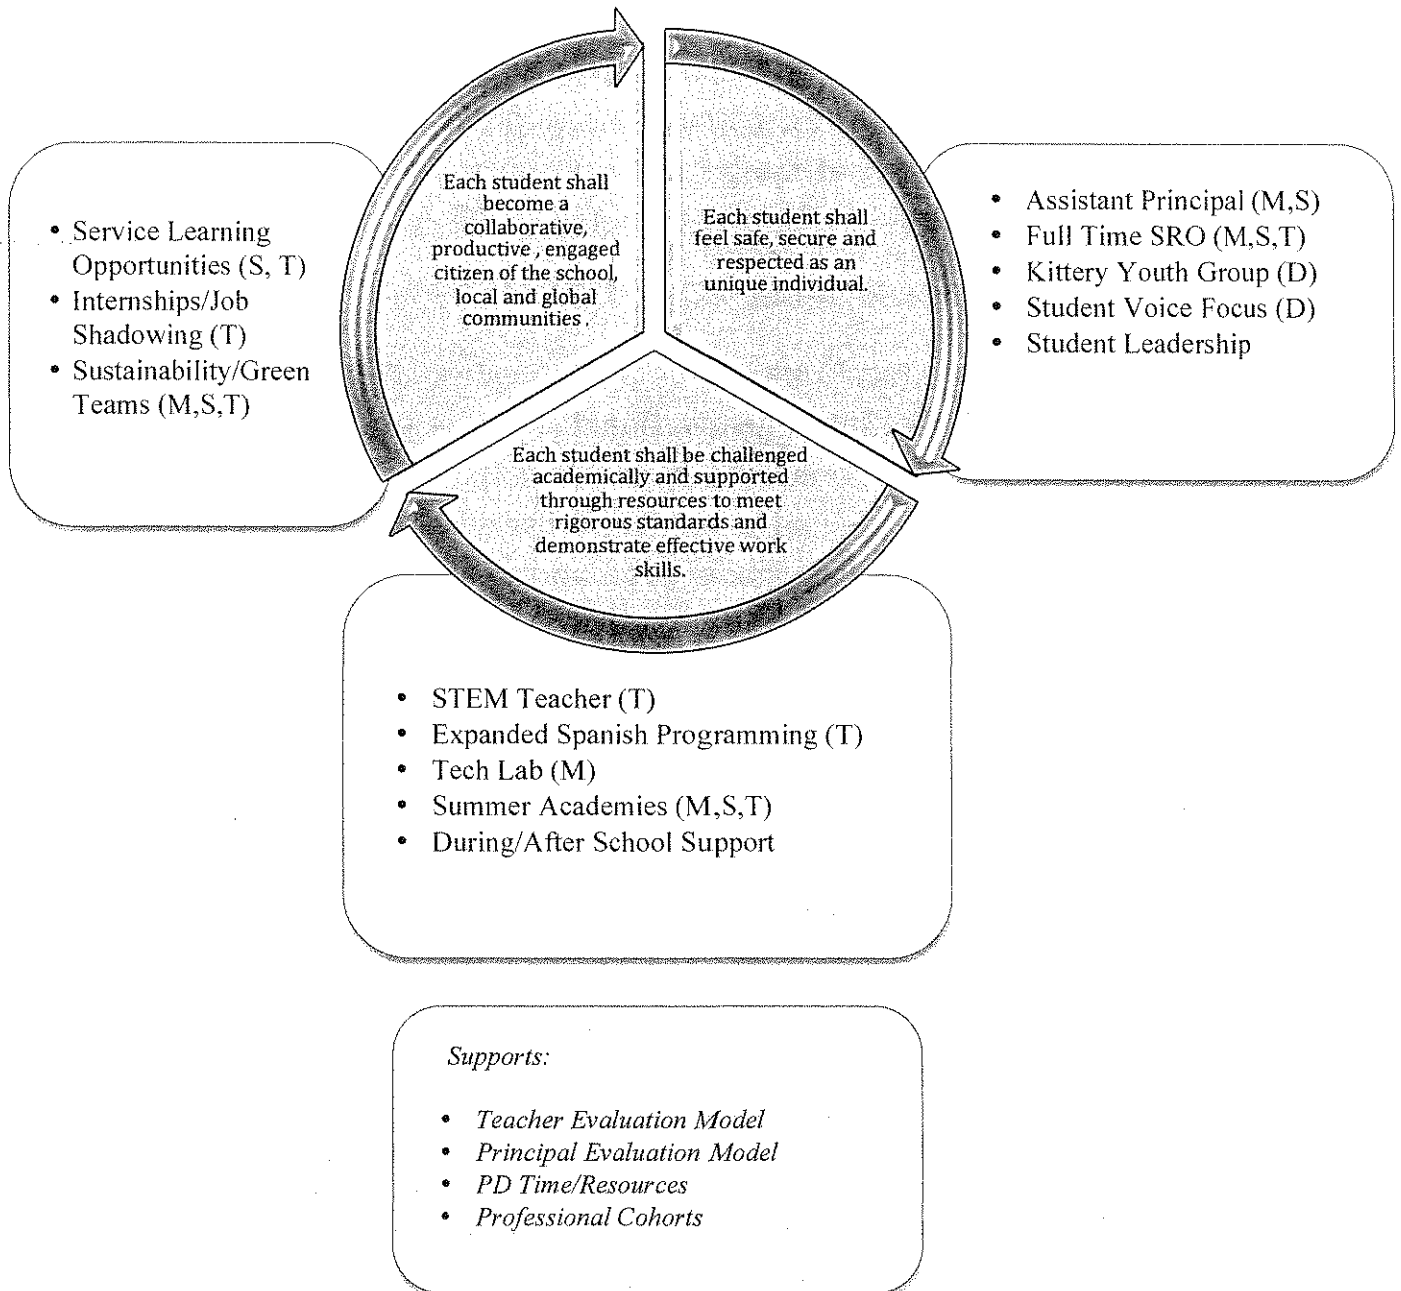 Each student shall
become a
collaborative,
productive , engaged
citizen of the school,
local and global
communities .
Each student shall
feel safe, secure and
respected as an
unique individual.
• Service Learning
Opportunities (S, T)
• Internships/Job
Shadowing (T)
• Sustainability/Green
Teams (M,S,T)
• Assistant Principal (M,S)
• Full Time SRO (M,S,T)
• Kittery Youth Group (D)
• Student Voice Focus (D)
• Student Leadership
Each student shall be challenged
academically and supported
through resources to meet
rigorous standards and
demonstrate effective work
skills.
• STEM Teacher (T)
• Expanded Spanish Programming (T)
• Tech Lab (M)
• Summer Academies (M,S,T)
• During/After School Support
Supports:
• Teacher Evaluation Model
• Principal Evaluation Model
• PD Time/Resources
• Professional Cohorts